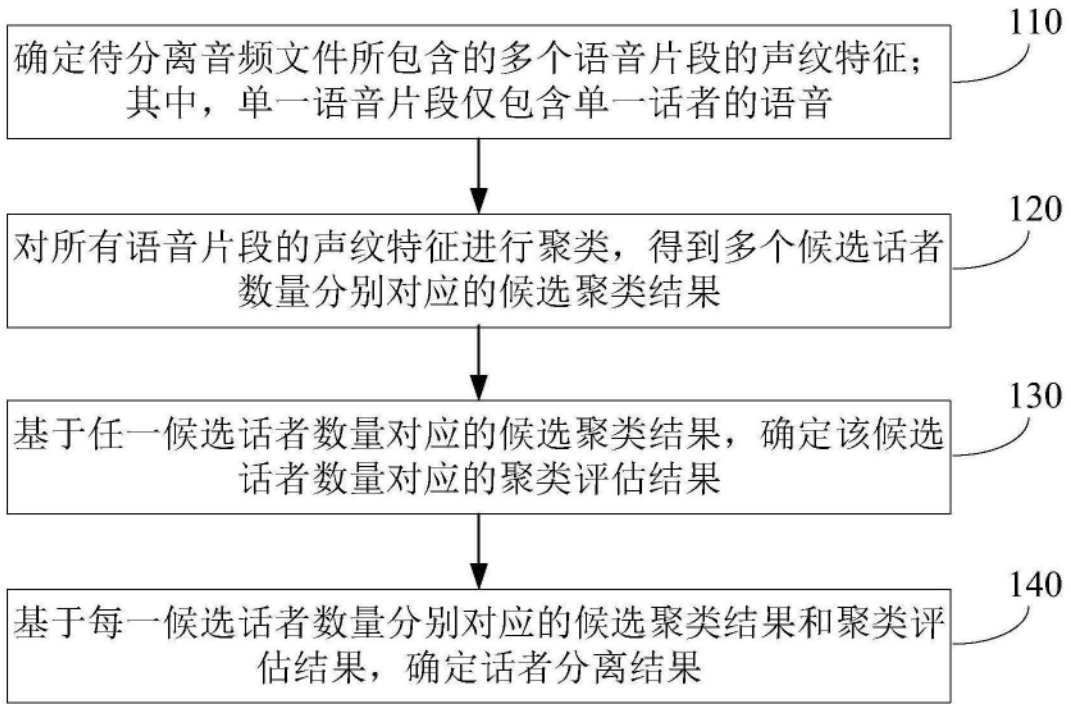 110
确定待分离音频文件所包含的多个语音片段的声纹特征；
其中，单一语音片段仅包含单一话者的语音
120
对所有语音片段的声纹特征进行聚类，得到多个候选话者
数量分别对应的候选聚类结果
130
基于任一候选话者数量对应的候选聚类结果，确定该候选
话者数量对应的聚类评估结果
140
基于每一候选话者数量分别对应的候选聚类结果和聚类评
估结果，确定话者分离结果